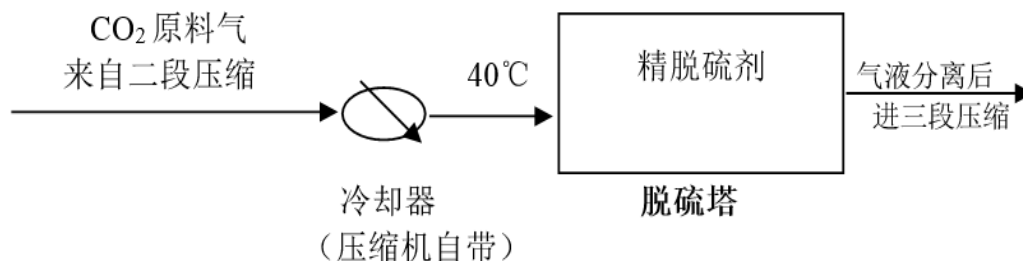 CO₂原料气
来自二段压缩
40℃
精脱硫剂
气液分离后
进三段压缩
冷却器
（压缩机自带）
脱硫塔